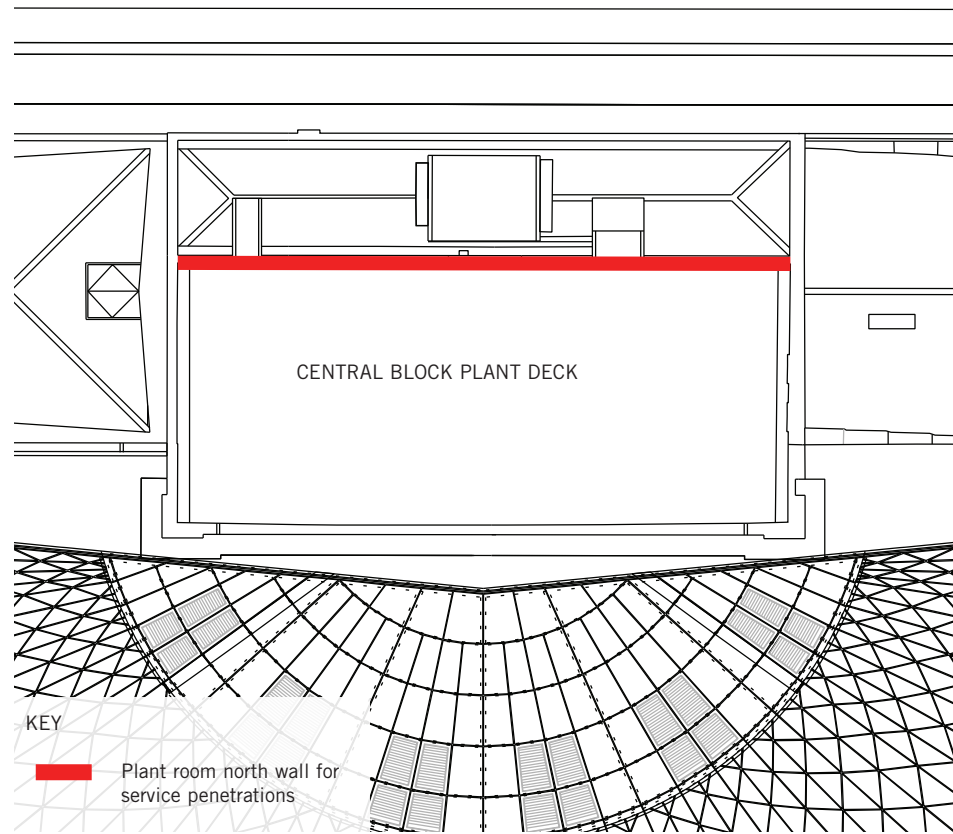 CENTRAL BLOCK PLANT DECK
KEY
Plant room north wall for
service penetrations